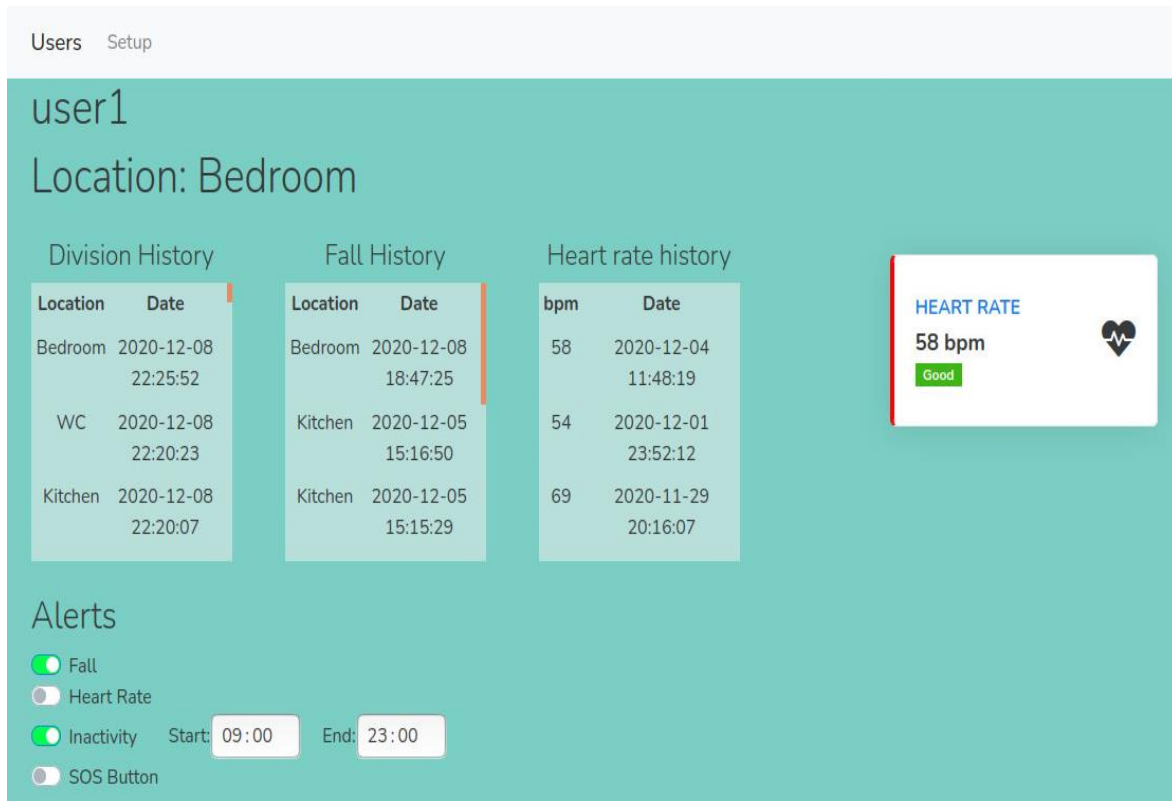 Users Setup
user1
Location: Bedroom
Division History
Location Date
Bedroom 2020-12-08
22:25:52
WC 2020-12-08
22:20:23
Kitchen 2020-12-08
22:20:07
Fall History
Location Date
Bedroom 2020-12-08
18:47:25
Kitchen 2020-12-05
15:16:50
Kitchen 2020-12-05
15:15:29
Heart rate history
bpm Date
58 2020-12-04
11:48:19
54 2020-12-01
23:52:12
69 2020-11-29
20:16:07
HEART RATE
58 bpm
Good
Alerts
Fall
Heart Rate
Inactivity Start: 09:00 End: 23:00
SOS Button